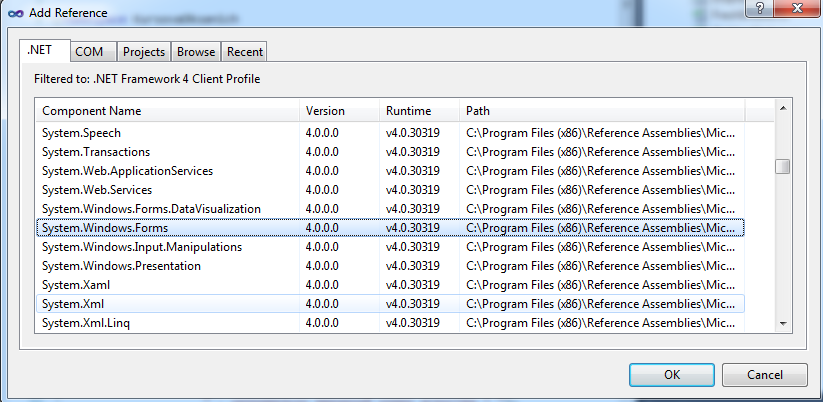 Add Reference
.NET COM Projects Browse Recent
Filtered to: .NET Framework 4 Client Profile
Component Name Version Runtime Path
System.Speech 4.0.0.0 v4.0.30319 C:\Program Files (x86)\Reference Assemblies\Mic...
System.Transactions 4.0.0.0 v4.0.30319 C:\Program Files (x86)\Reference Assemblies\Mic...
System.Web.ApplicationServices 4.0.0.0 v4.0.30319 C:\Program Files (x86)\Reference Assemblies\Mic...
System.Web.Services 4.0.0.0 v4.0.30319 C:\Program Files (x86)\Reference Assemblies\Mic...
System.Windows.Forms.DataVisualization 4.0.0.0 v4.0.30319 C:\Program Files (x86)\Reference Assemblies\Mic...
System.Windows.Forms 4.0.0.0 v4.0.30319 C:\Program Files (x86)\Reference Assemblies\Mic...
System.Windows.Input.Manipulations 4.0.0.0 v4.0.30319 C:\Program Files (x86)\Reference Assemblies\Mic...
System.Windows.Presentation 4.0.0.0 v4.0.30319 C:\Program Files (x86)\Reference Assemblies\Mic...
System.Xaml 4.0.0.0 v4.0.30319 C:\Program Files (x86)\Reference Assemblies\Mic...
System.Xml 4.0.0.0 v4.0.30319 C:\Program Files (x86)\Reference Assemblies\Mic...
System.Xml.Linq 4.0.0.0 v4.0.30319 C:\Program Files (x86)\Reference Assemblies\Mic...
OK Cancel